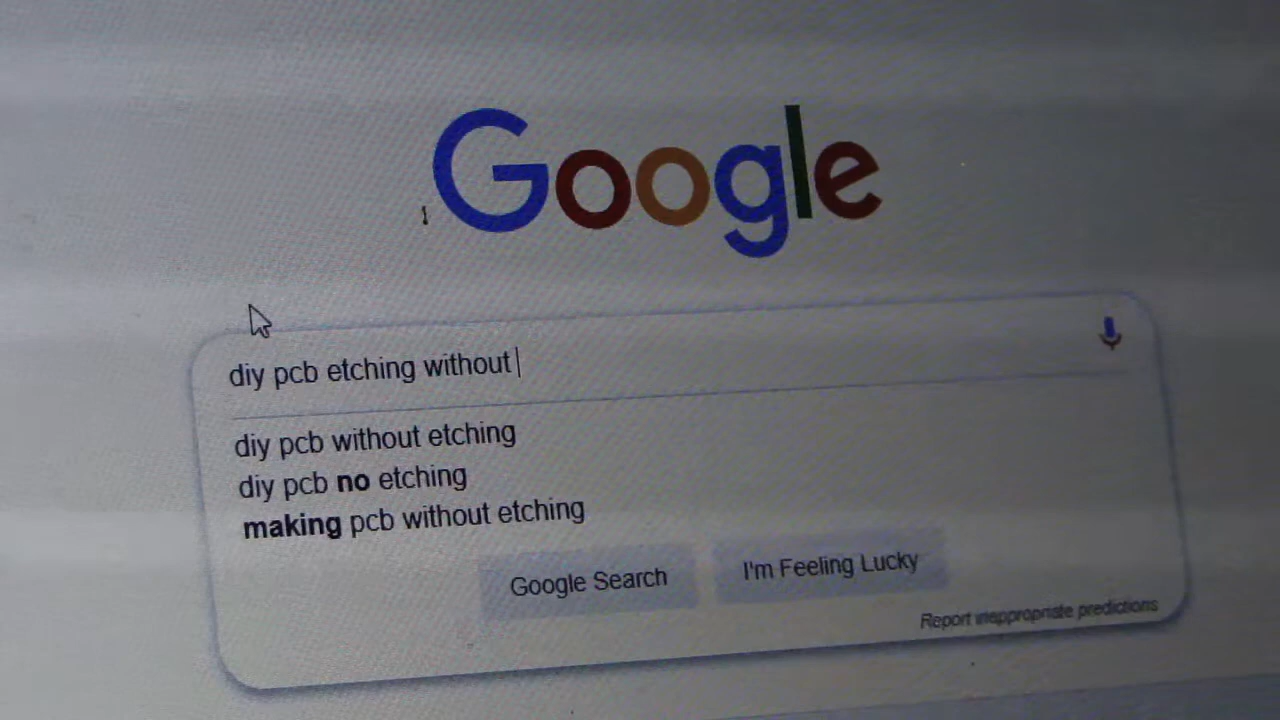 Google
diy pcb etching without
diy pcb without etching
diy pcb no etching
making pcb without etching
Google Search
I'm Feeling Lucky
Report inappropriate predictions